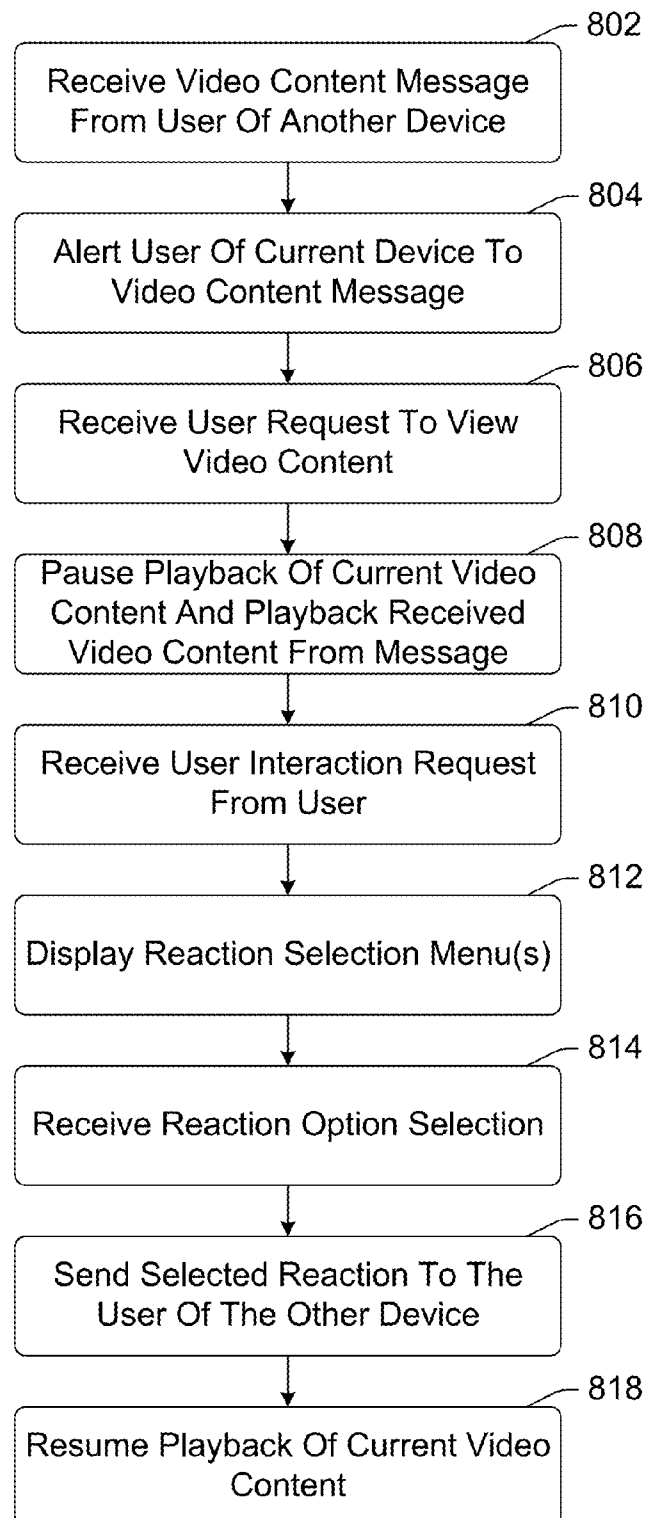 802
Receive Video Content Message
From User Of Another Device
804
Alert User Of Current Device To
Video Content Message
806
Receive User Request To View
Video Content
808
Pause Playback Of Current Video
Content And Playback Received
Video Content From Message
810
Receive User Interaction Request
From User
812
Display Reaction Selection Menu(s)
814
Receive Reaction Option Selection
816
Send Selected Reaction To The
User Of The Other Device
818
Resume Playback Of Current Video
Content